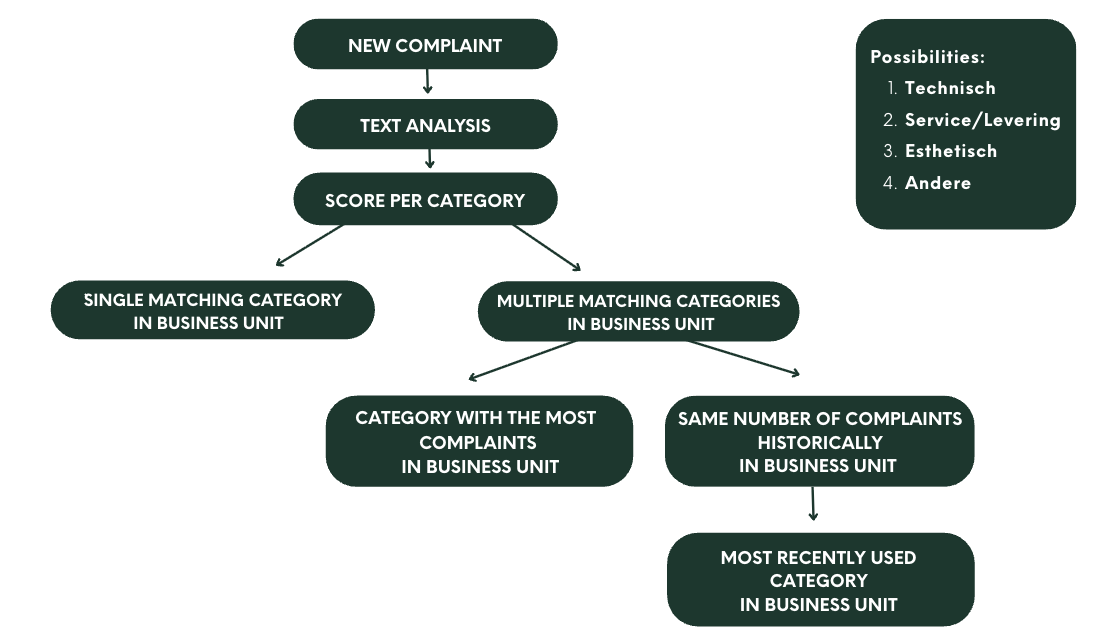 NEW COMPLAINT
TEXT ANALYSIS
SCORE PER CATEGORY
SINGLE MATCHING CATEGORY
IN BUSINESS UNIT
MULTIPLE MATCHING CATEGORIES
IN BUSINESS UNIT
CATEGORY WITH THE MOST
COMPLAINTS
IN BUSINESS UNIT
SAME NUMBER OF COMPLAINTS
HISTORICALLY
IN BUSINESS UNIT
MOST RECENTLY USED
CATEGORY
IN BUSINESS UNIT
Possibilities:
1. Technisch
2. Service/Levering
3. Esthetisch
4. Andere